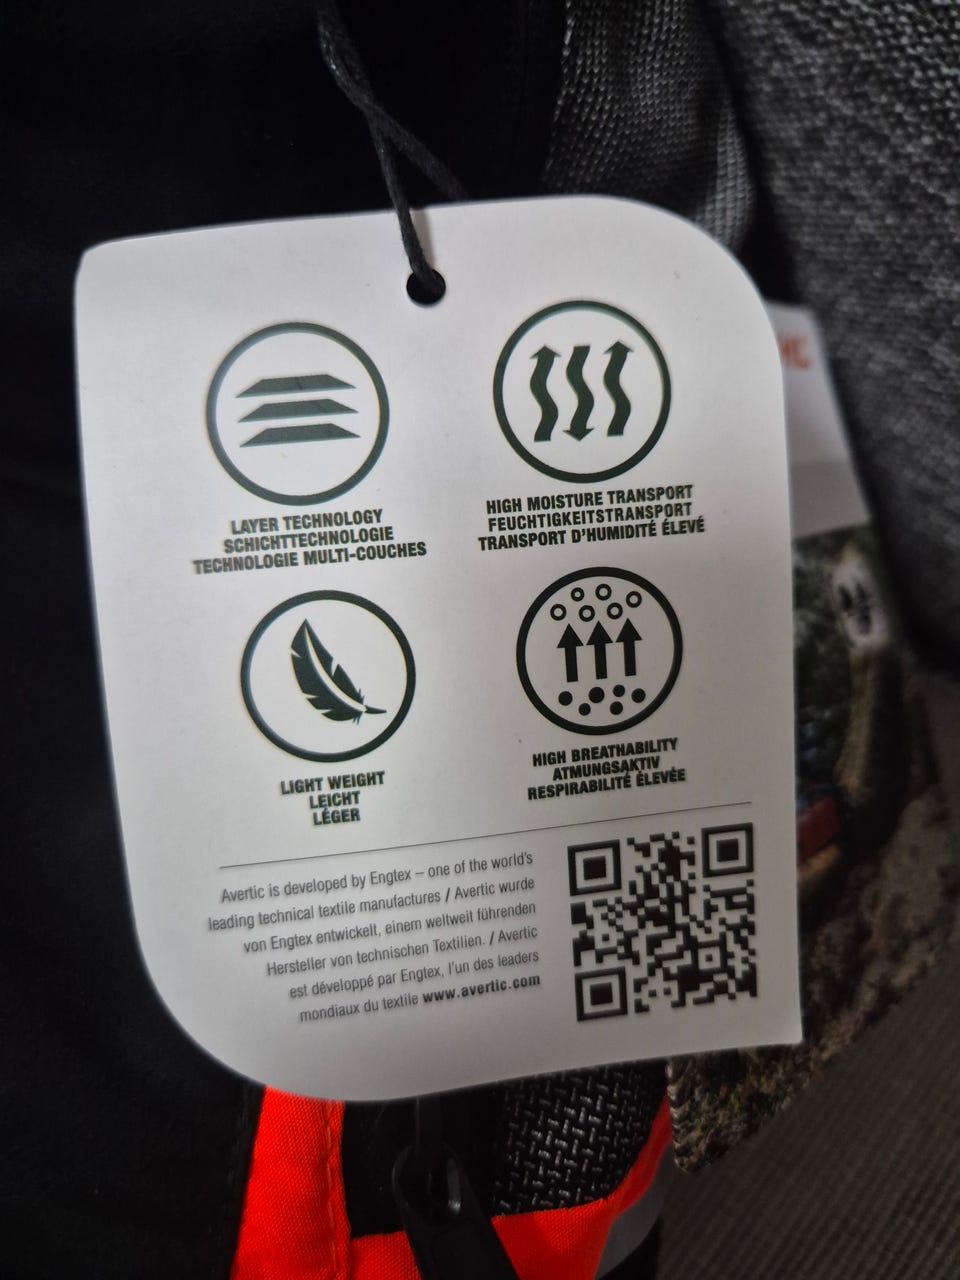 LAYER TECHNOLOGY
SCHICHTTECHNOLOGIE
TECHNOLOGIE MULTI-COUCHES
HIGH MOISTURE TRANSPORT
FEUCHTIGKEITSTRANSPORT
TRANSPORT D'HUMIDITÉ ÉLEVÉ
LIGHT WEIGHT
LEICHT
LÉGER
HIGH BREATHABILITY
ATMUNGSAKTIV
RESPIRABILITÉ ÉLEVÉE
Avertic is developed by Engtex – one of the world's
leading technical textile manufactures / Avertic wurde
von Engtex entwickelt, einem weltweit führenden
Hersteller von technischen Textilien. / Avertic
est développé par Engtex, l'un des leaders
mondiaux du textile www.avertic.com